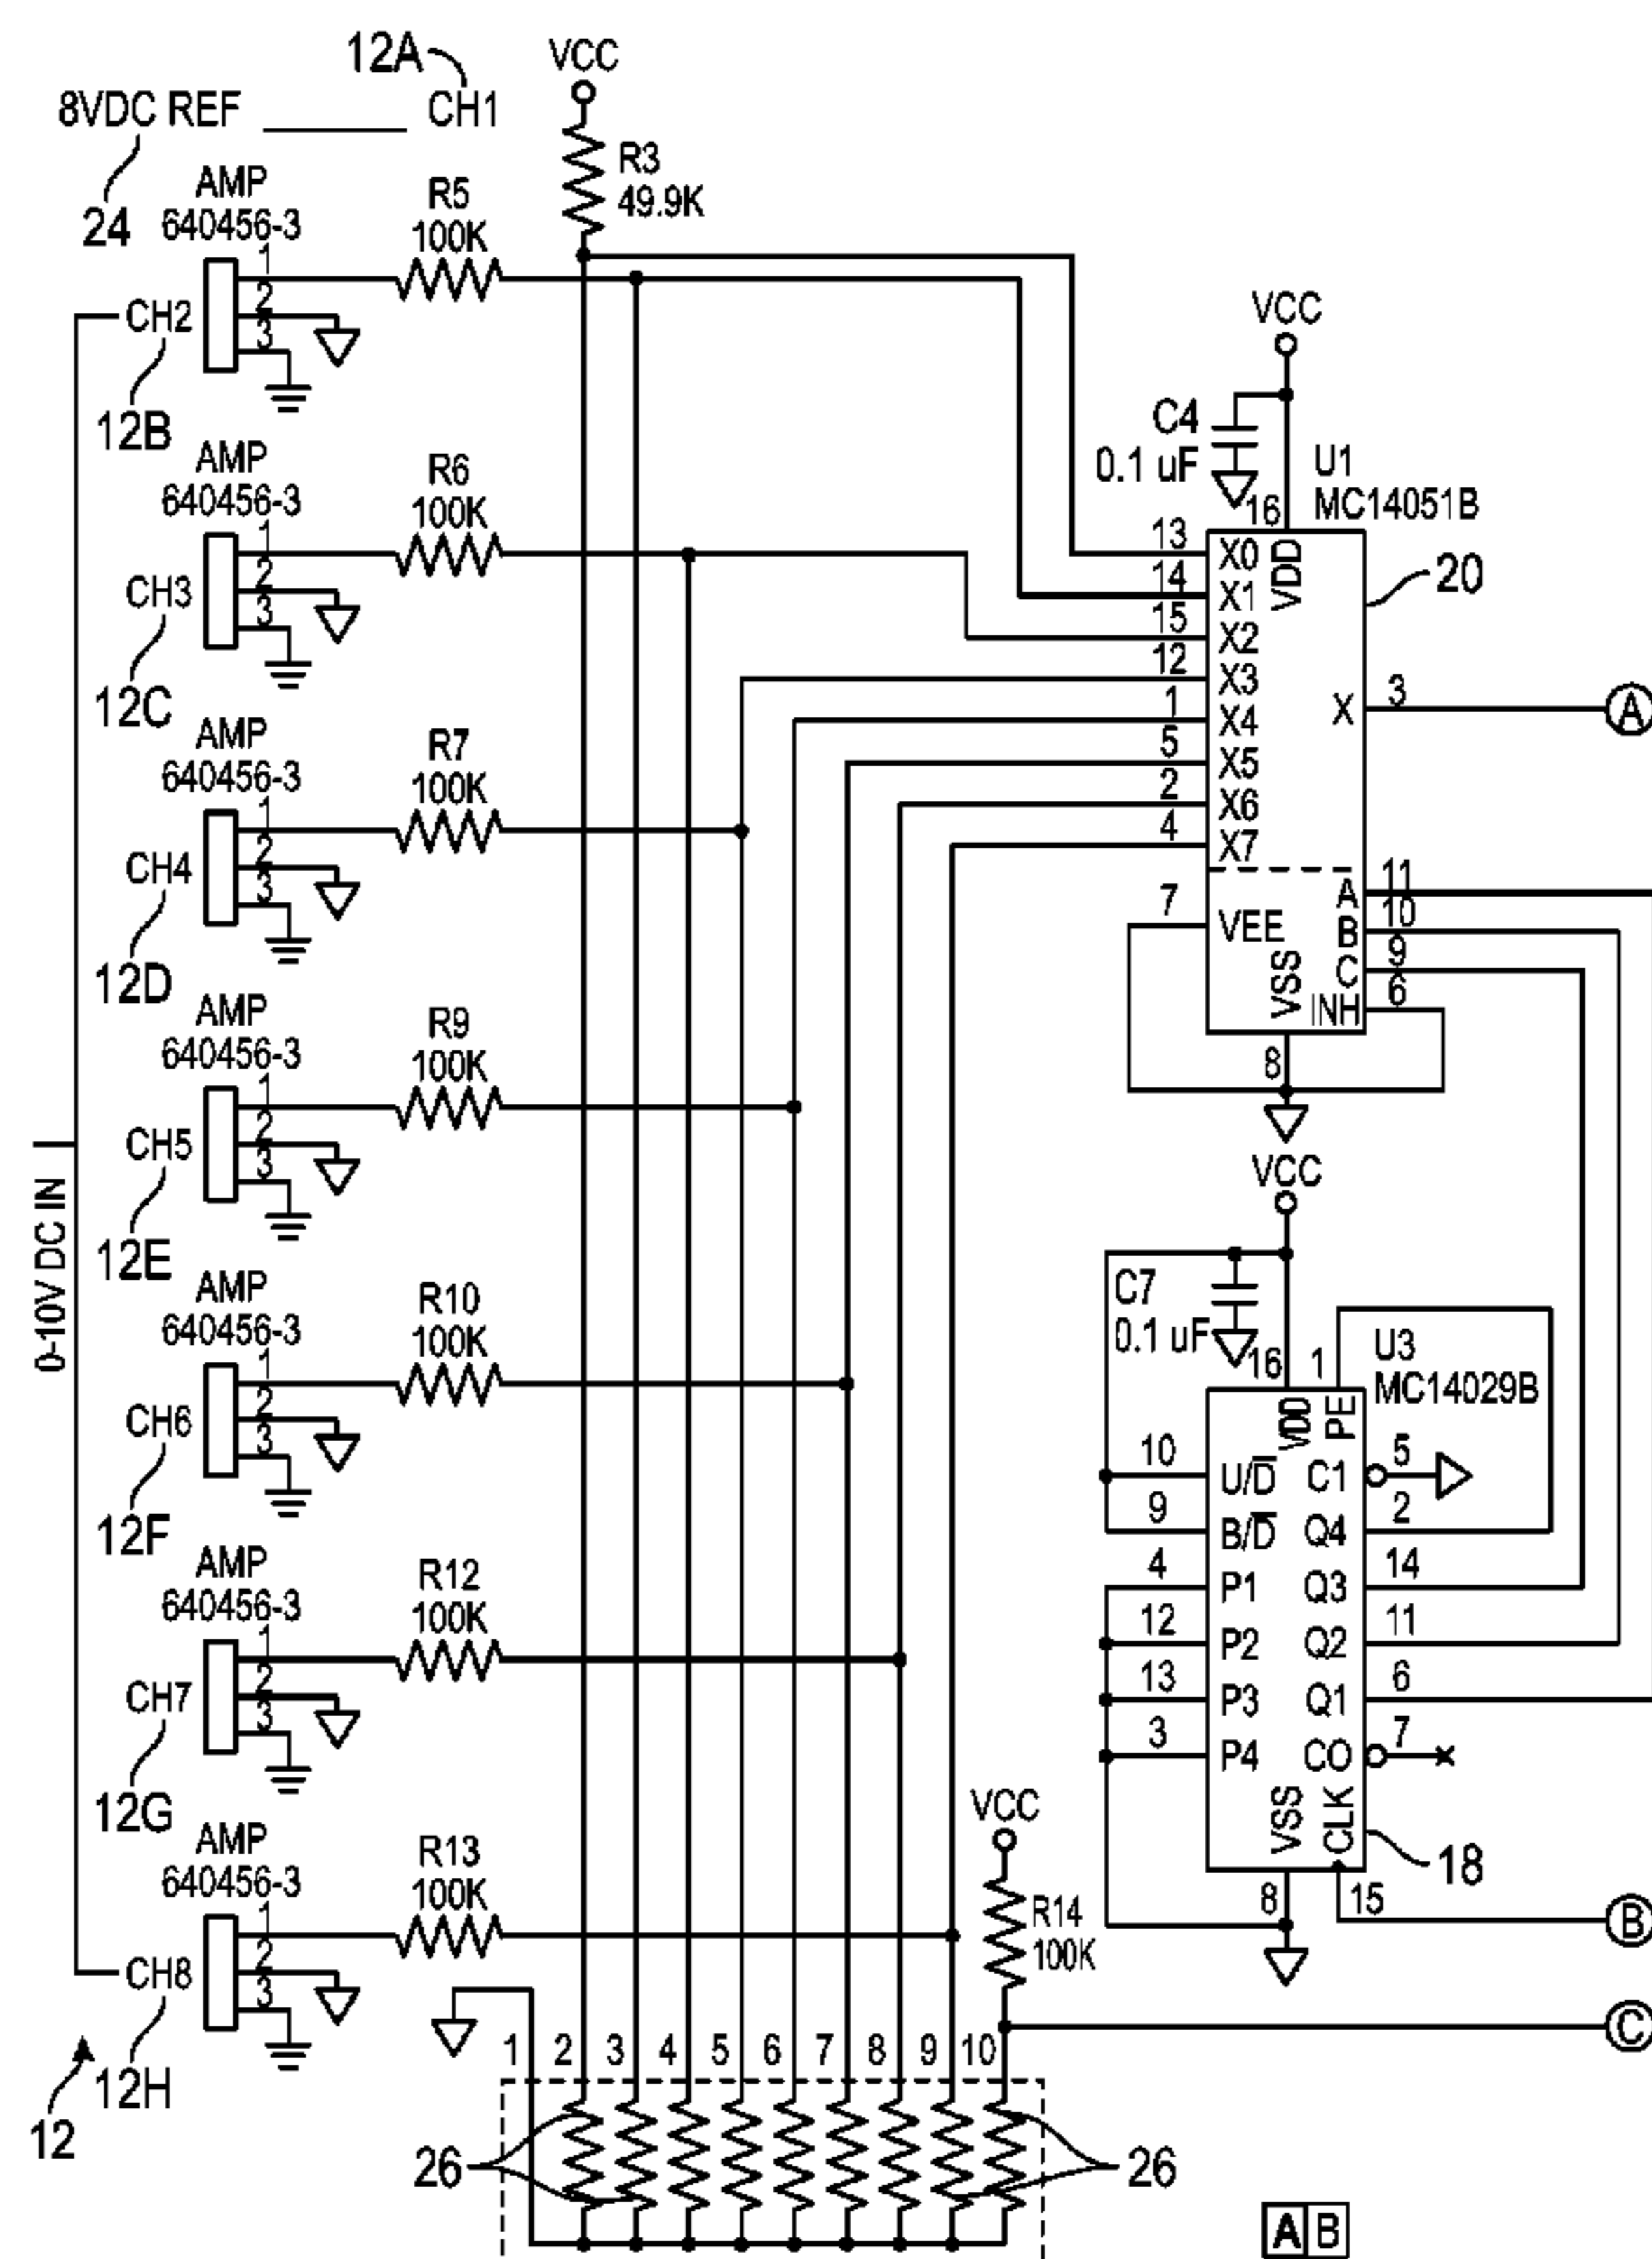 12A
VCC
8VDC REF
CH1
24
R3
49.9K
AMP
640456-3
R5
100K
1
2
3
CH2
12B
AMP
640456-3
R6
100K
1
2
3
CH3
12C
AMP
640456-3
R7
100K
1
2
3
CH4
12D
AMP
640456-3
R9
100K
1
2
3
CH5
12E
0-10V DC IN
AMP
640456-3
R10
100K
1
2
3
CH6
12F
AMP
640456-3
R12
100K
1
2
3
CH7
12G
AMP
640456-3
R13
100K
1
2
3
CH8
12H
12
VCC
C4
0.1 uF
16
U1
MC14051B
20
VDD
13 X0
14 X1
15 X2
12 X3
1 X4
5 X5
2 X6
4 X7
X 3
A
7 VEE
VSS
A 11
B 10
C 9
INH 6
8
VCC
C7
0.1 uF
16
1
U3
MC14029B
VDD
PE
10 U/D̅
C1 5
9 B/D̅
Q4 2
4 P1
Q3 14
12 P2
Q2 11
13 P3
Q1 6
3 P4
CO 7
VSS
CLK
18
8
15
B
VCC
R14
100K
C
1 2 3 4 5 6 7 8 9 10
26
26
A B